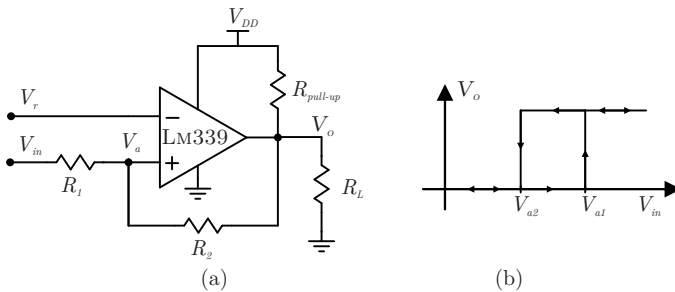 V_DD
V_r
R_pull-up
V_o
−
LM339
V_in
V_a
+
V_o
R_1
R_L
R_2
V_a2
V_a1
V_in
(a)
(b)